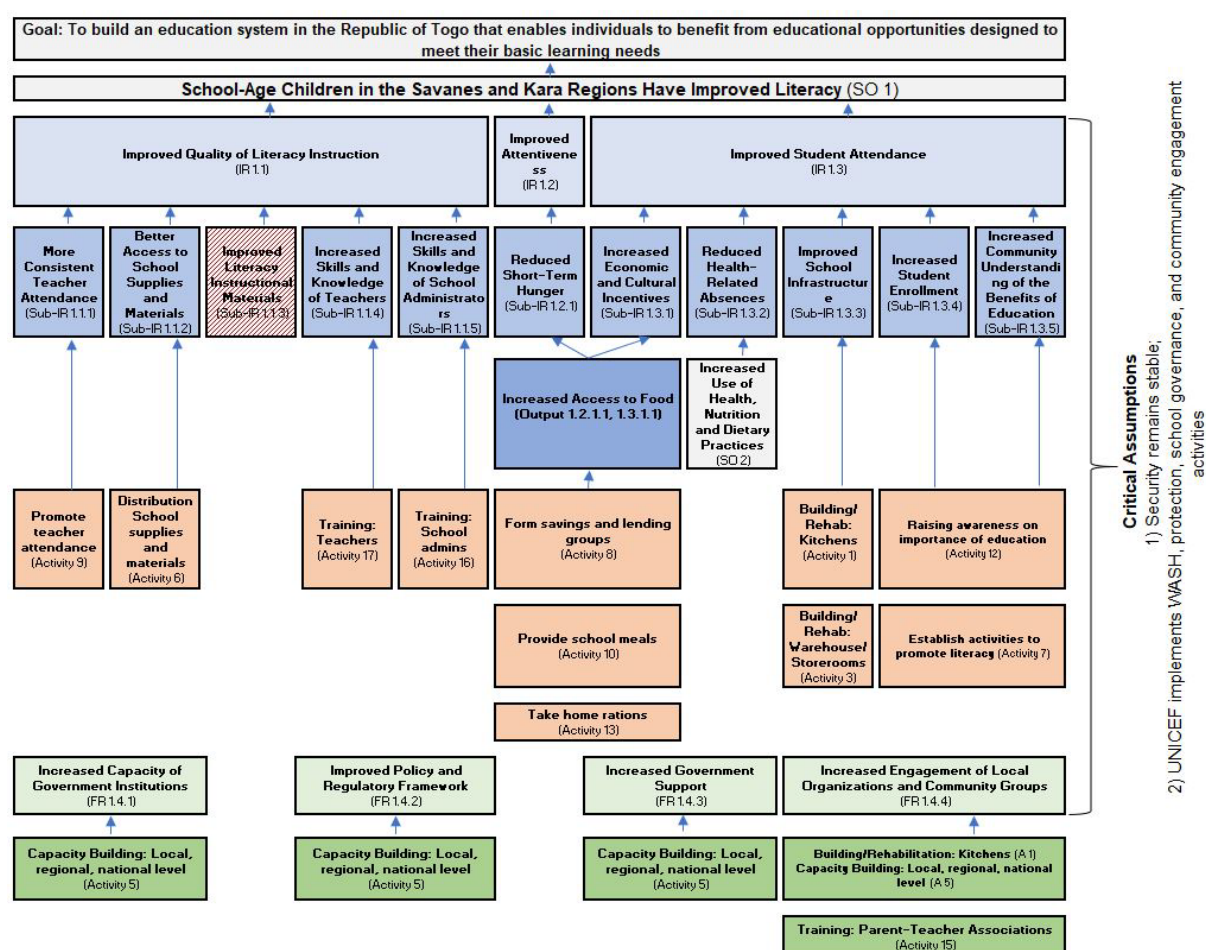 Goal: To build an education system in the Republic of Togo that enables individuals to benefit from educational opportunities designed to
meet their basic learning needs
School-Age Children in the Savanes and Kara Regions Have Improved Literacy (SO 1)
Improved Quality of Literacy Instruction
(IR 1.1)
Improved
Attentivene
ss
(IR 1.2)
Improved Student Attendance
(IR 1.3)
More
Consistent
Teacher
Attendance
(Sub-IR 1.1.1)
Better
Access to
School
Supplies
and
Materials
(Sub-IR 1.1.2)
Improved
Literacy
Instructional
Materials
(Sub-IR 1.1.3)
Increased
Skills and
Knowledge
of Teachers
(Sub-IR 1.1.4)
Increased
Skills and
Knowledge
of School
Administrato
rs
(Sub-IR 1.1.5)
Reduced
Short-Term
Hunger
(Sub-IR 1.2.1)
Increased
Economic
and Cultural
Incentives
(Sub-IR 1.3.1)
Reduced
Health-
Related
Absences
(Sub-IR 1.3.2)
Improved
School
Infrastructur
e
(Sub-IR 1.3.3)
Increased
Student
Enrollment
(Sub-IR 1.3.4)
Increased
Community
Understandi
ng of the
Benefits of
Education
(Sub-IR 1.3.5)
Increased Access to Food
(Output 1.2.1.1, 1.3.1.1)
Increased
Use of
Health,
Nutrition
and Dietary
Practices
(SO 2)
Promote
teacher
attendance
(Activity 9)
Distribution
School
supplies
and
materials
(Activity 6)
Training:
Teachers
(Activity 17)
Training:
School
admins
(Activity 16)
Form savings and lending
groups
(Activity 8)
Building/
Rehab:
Kitchens
(Activity 1)
Raising awareness on
importance of education
(Activity 12)
Provide school meals
(Activity 10)
Building/
Rehab:
Warehouse/
Storerooms
(Activity 3)
Establish activities to
promote literacy (Activity 7)
Take home rations
(Activity 13)
Increased Capacity of
Government Institutions
(FR 1.4.1)
Improved Policy and
Regulatory Framework
(FR 1.4.2)
Increased Government
Support
(FR 1.4.3)
Increased Engagement of Local
Organizations and Community Groups
(FR 1.4.4)
Capacity Building: Local,
regional, national level
(Activity 5)
Capacity Building: Local,
regional, national level
(Activity 5)
Capacity Building: Local,
regional, national level
(Activity 5)
Building/Rehabilitation: Kitchens (A 1)
Capacity Building: Local, regional, national
level (A 5)
Training: Parent-Teacher Associations
(Activity 15)
Critical Assumptions
1) Security remains stable;
2) UNICEF implements WASH, protection, school governance, and community engagement
activities